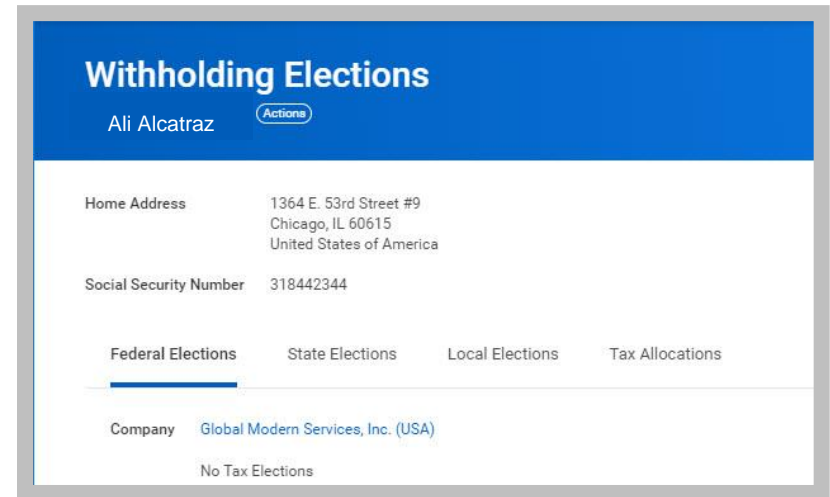 Withholding Elections
Ali Alcatraz Actions
Home Address 1364 E. 53rd Street #9
Chicago, IL 60615
United States of America
Social Security Number 318442344
Federal Elections State Elections Local Elections Tax Allocations
Company Global Modern Services, Inc. (USA)
No Tax Elections